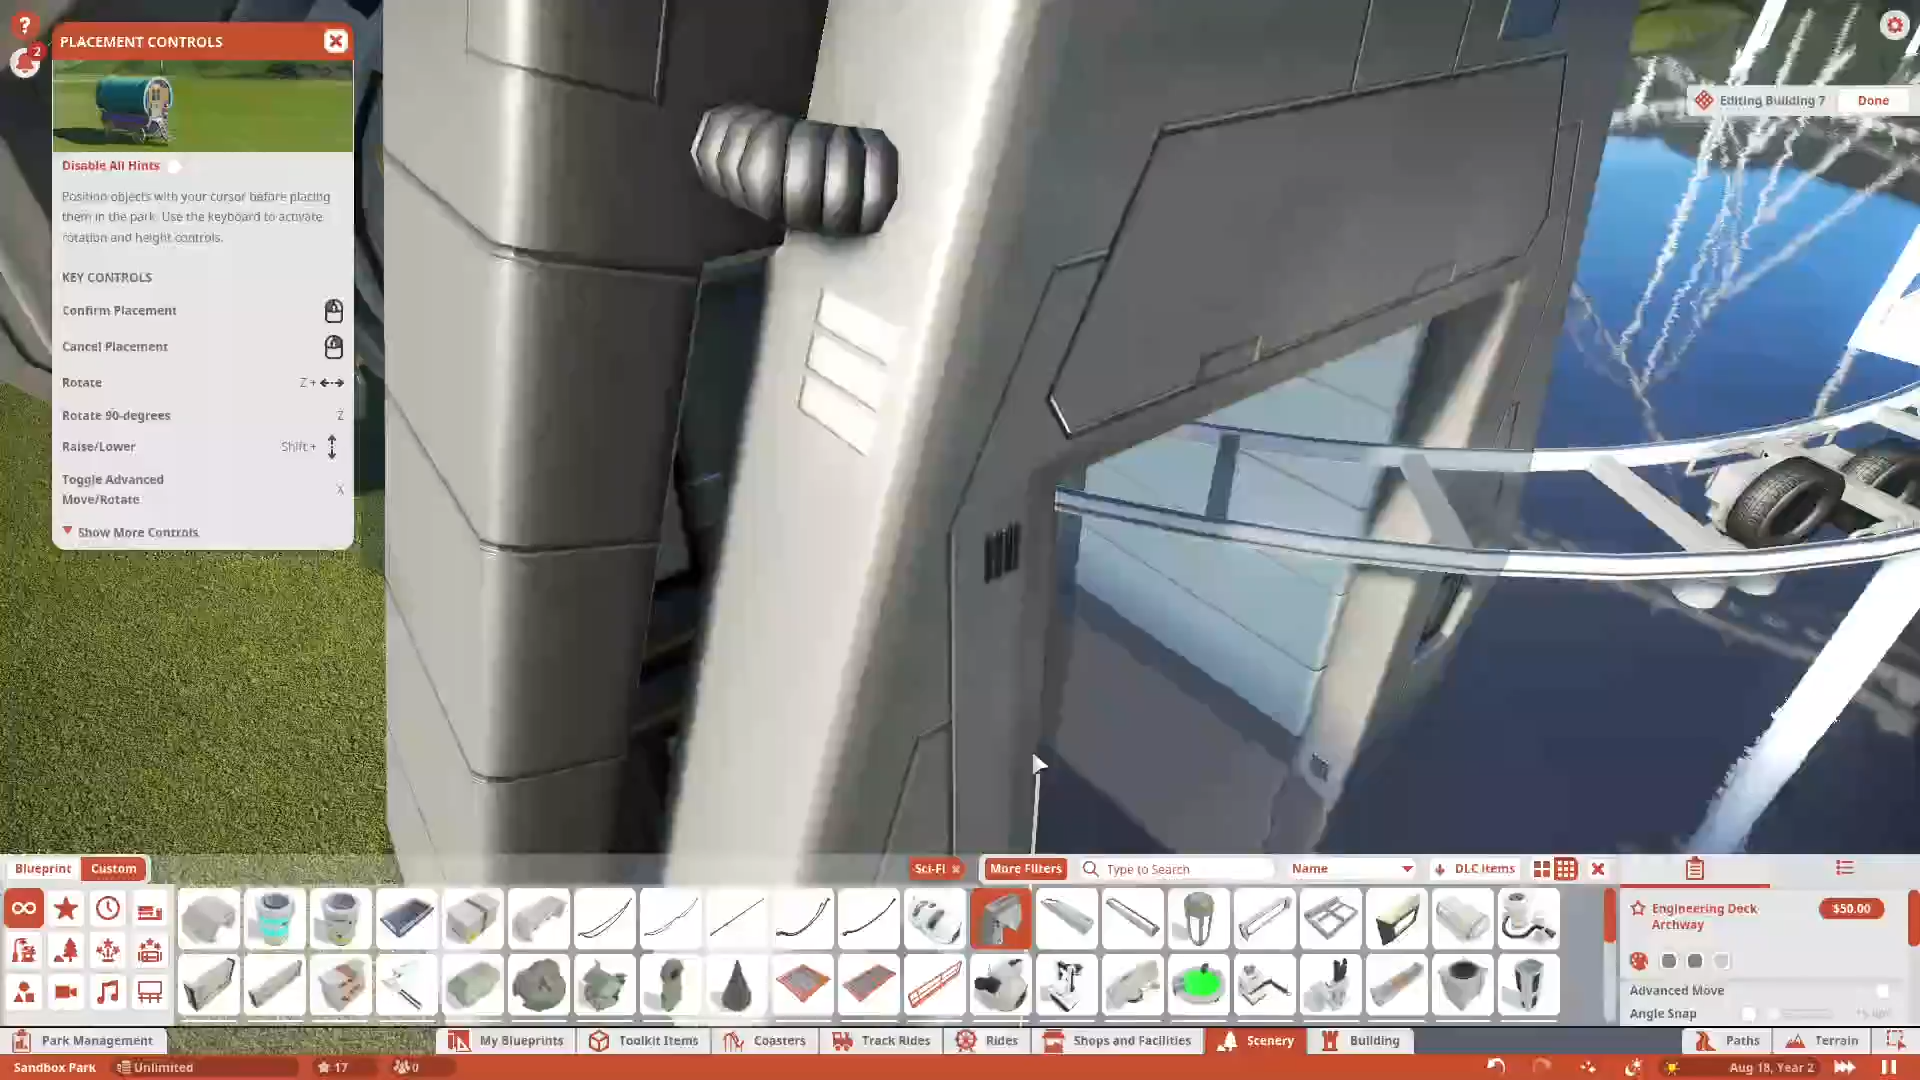 ?
2
PLACEMENT CONTROLS
Disable All Hints
Position objects with your cursor before placing
them in the park. Use the keyboard to activate
rotation and height controls.
KEY CONTROLS
Confirm Placement
Cancel Placement
Rotate Z +
Rotate 90-degrees Z
Raise/Lower Shift +
Toggle Advanced
Move/Rotate X
Show More Controls
Editing Building 7 Done
Blueprint Custom
Sci-Fi × More Filters Type to Search Name DLC Items
Engineering Deck
Archway
$50.00
Advanced Move
Angle Snap
Park Management My Blueprints Toolkit Items Coasters Track Rides Rides Shops and Facilities Scenery Building Paths Terrain
Sandbox Park Unlimited 17 0 Aug 18, Year 2